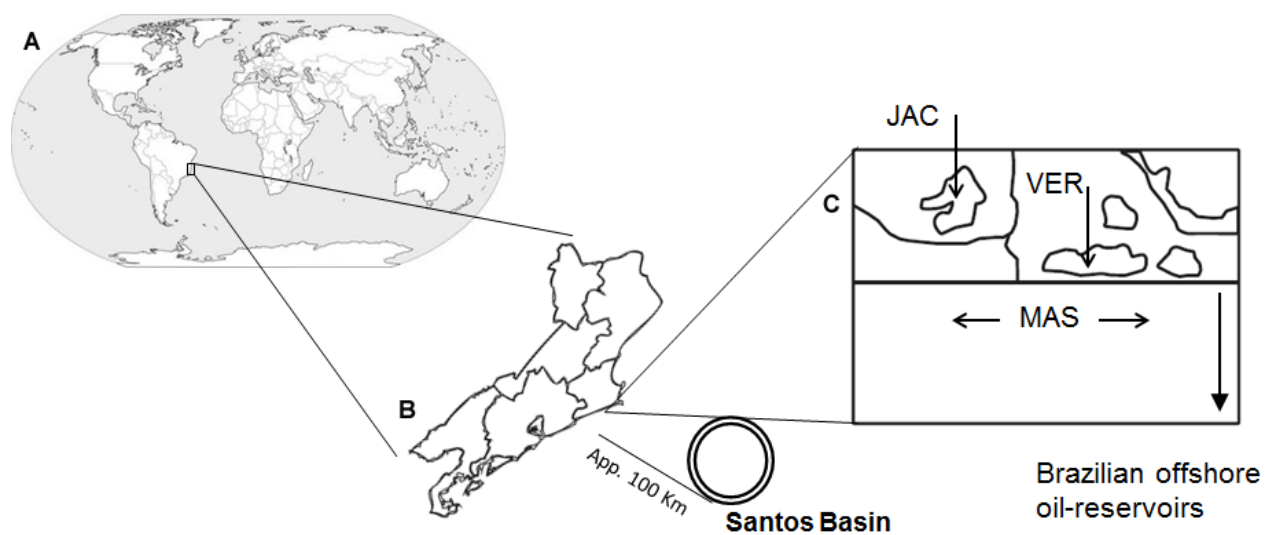 A
JAC
VER
C
MAS
B
App. 100 Km
Santos Basin
Brazilian offshore
oil-reservoirs